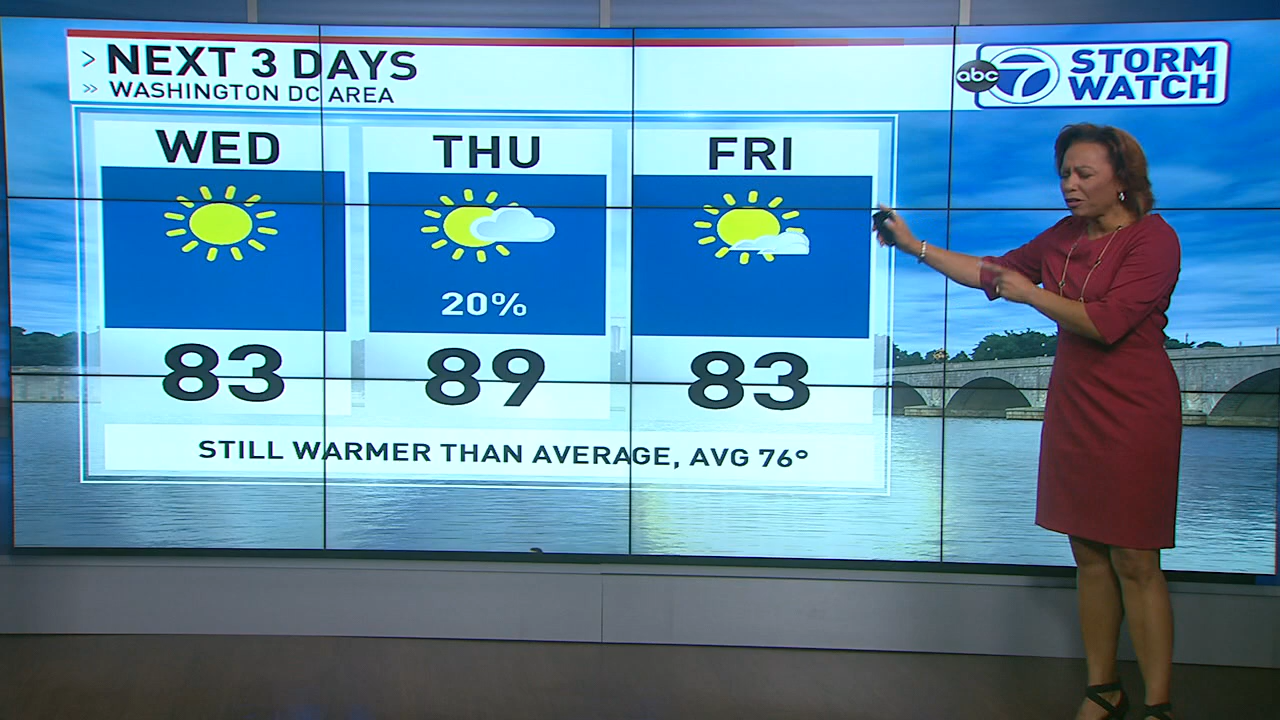 > NEXT 3 DAYS
» WASHINGTON DC AREA
abc 7 STORM WATCH
WED THU FRI
20%
83 89 83
STILL WARMER THAN AVERAGE, AVG 76°